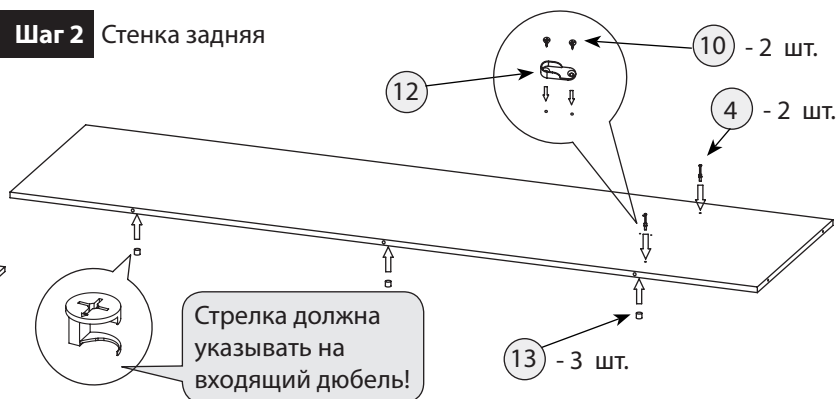 Шаг 2 Стенка задняя
10 - 2 шт.
12
4 - 2 шт.
Стрелка должна
указывать на
входящий дюбель!
13 - 3 шт.